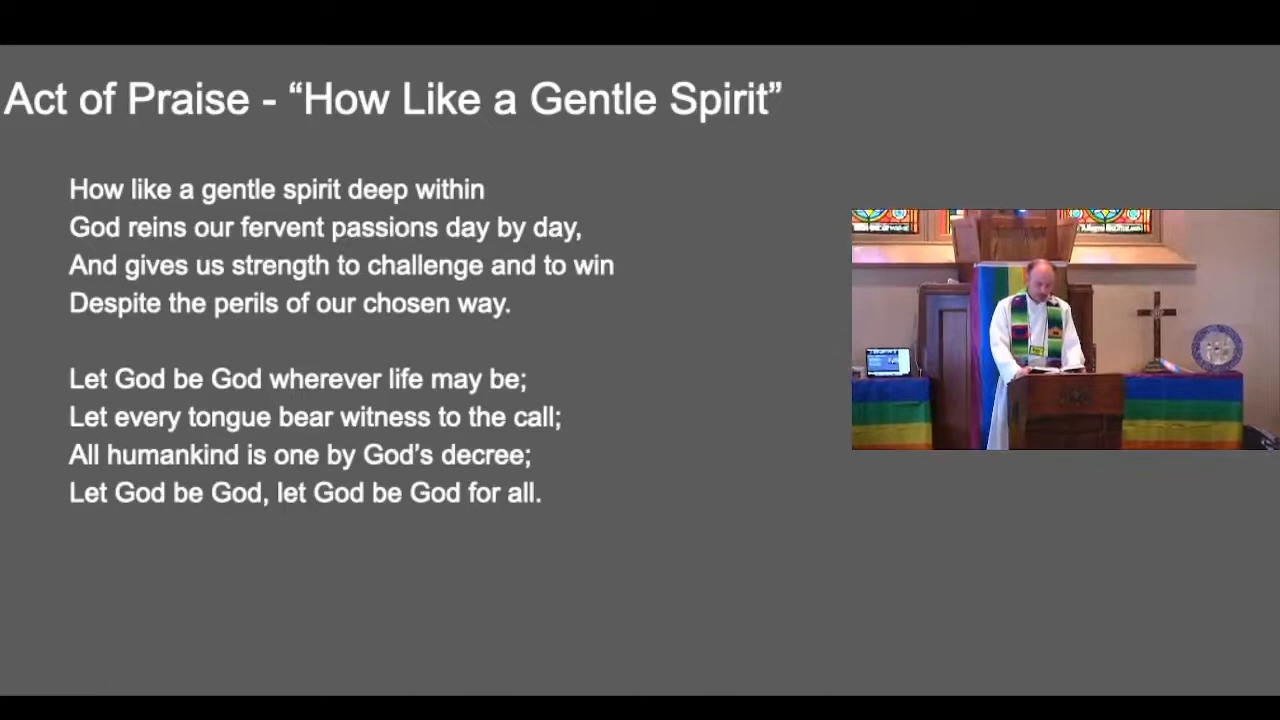 Act of Praise - “How Like a Gentle Spirit”
How like a gentle spirit deep within
God reins our fervent passions day by day,
And gives us strength to challenge and to win
Despite the perils of our chosen way.
Let God be God wherever life may be;
Let every tongue bear witness to the call;
All humankind is one by God’s decree;
Let God be God, let God be God for all.